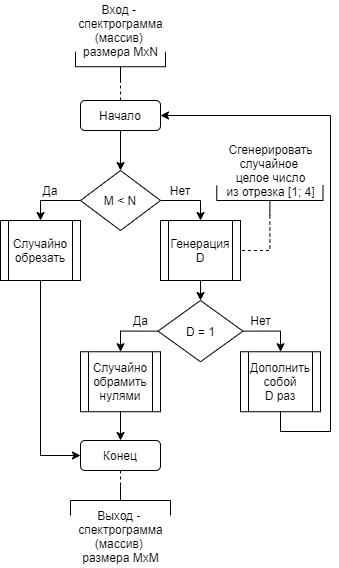 Вход -
спектрограмма
(массив)
размера MxN
Начало
Сгенерировать
случайное
целое число
из отрезка [1; 4]
Да
M < N
Нет
Случайно
обрезать
Генерация
D
Да
D = 1
Нет
Случайно
обрамить
нулями
Дополнить
собой
D раз
Конец
Выход -
спектрограмма
(массив)
размера MxM